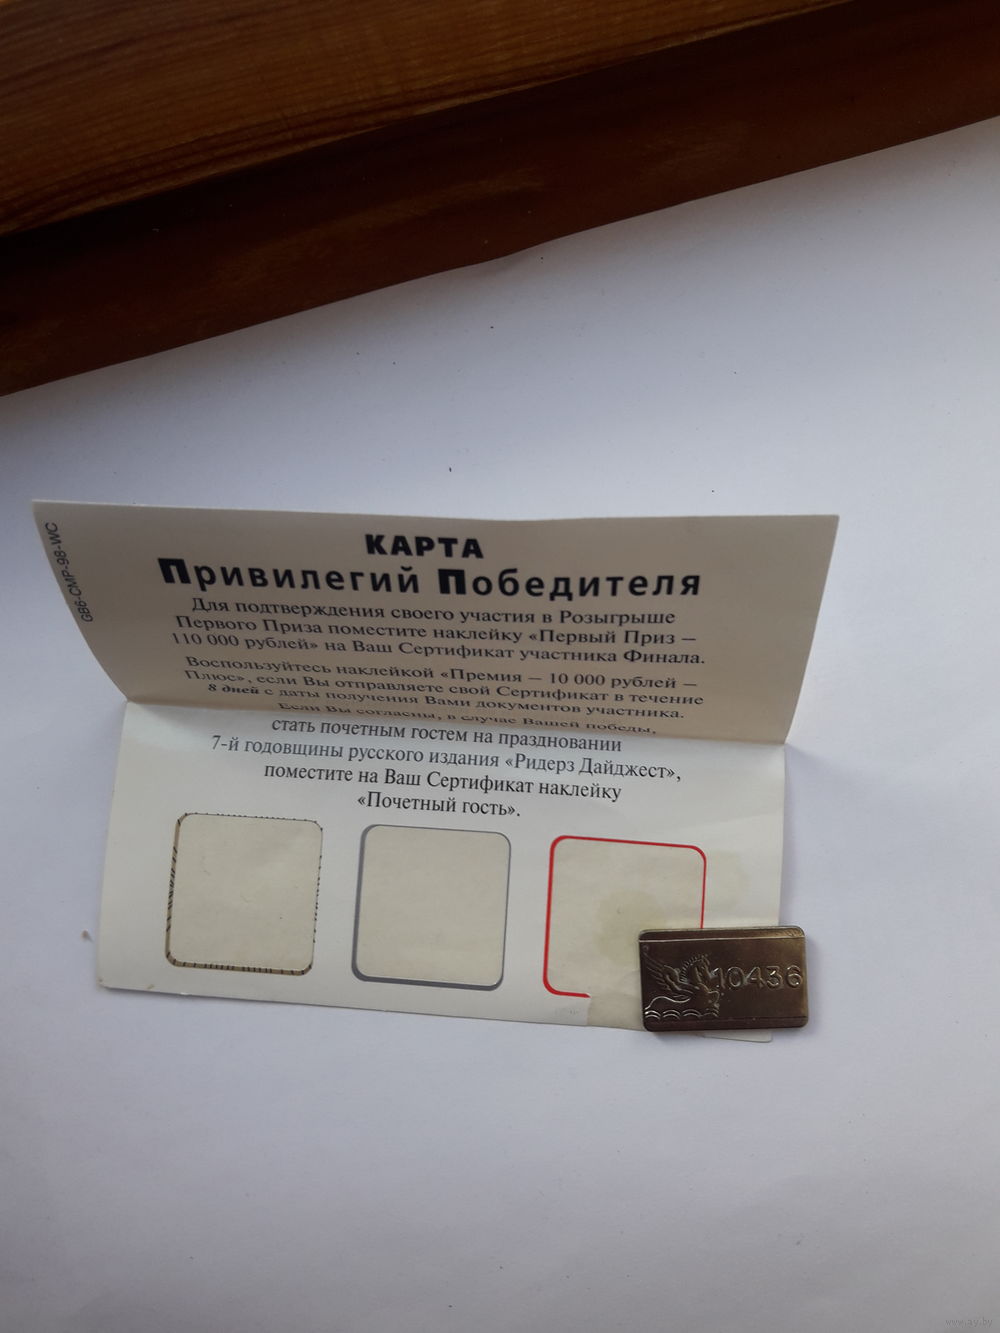 GB6-CMP-98-WC
КАРТА
Привилегий Победителя
Для подтверждения своего участия в Розыгрыше
Первого Приза поместите наклейку «Первый Приз –
110 000 рублей» на Ваш Сертификат участника Финала.
Воспользуйтесь наклейкой «Премия – 10 000 рублей –
Плюс», если Вы отправляете свой Сертификат в течение
8 дней с даты получения Вами документов участника.
Если Вы согласны, в случае Вашей победы,
стать почетным гостем на праздновании
7-й годовщины русского издания «Ридерз Дайджест»,
поместите на Ваш Сертификат наклейку
«Почетный гость».
10436
www.ay.by